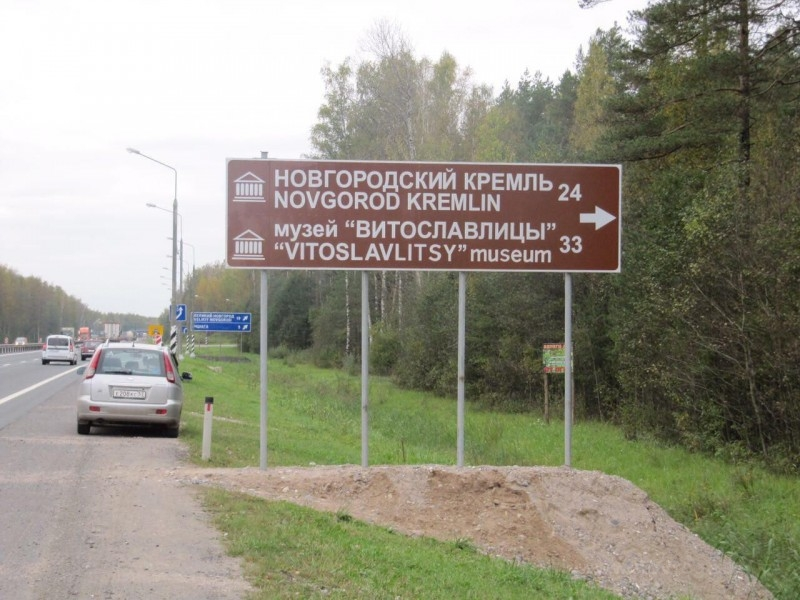 НОВГОРОДСКИЙ КРЕМЛЬ 24
NOVGOROD KREMLIN
музей "ВИТОСЛАВЛИЦЫ" 33
"VITOSLAVLITSY" museum